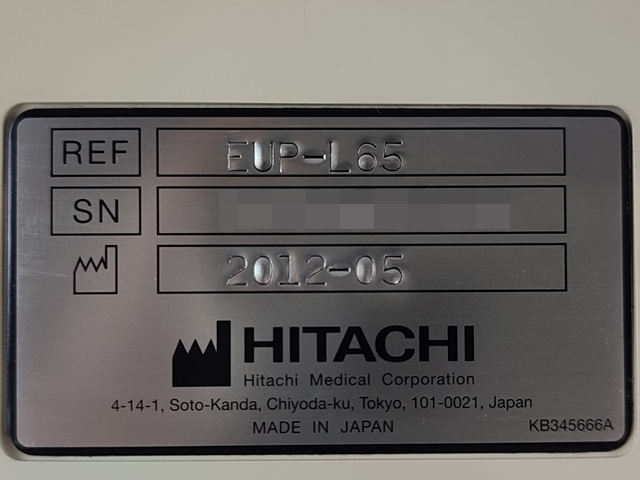 REF EUP-L65
SN
2012-05
HITACHI
Hitachi Medical Corporation
4-14-1, Soto-Kanda, Chiyoda-ku, Tokyo, 101-0021, Japan
MADE IN JAPAN KB345666A